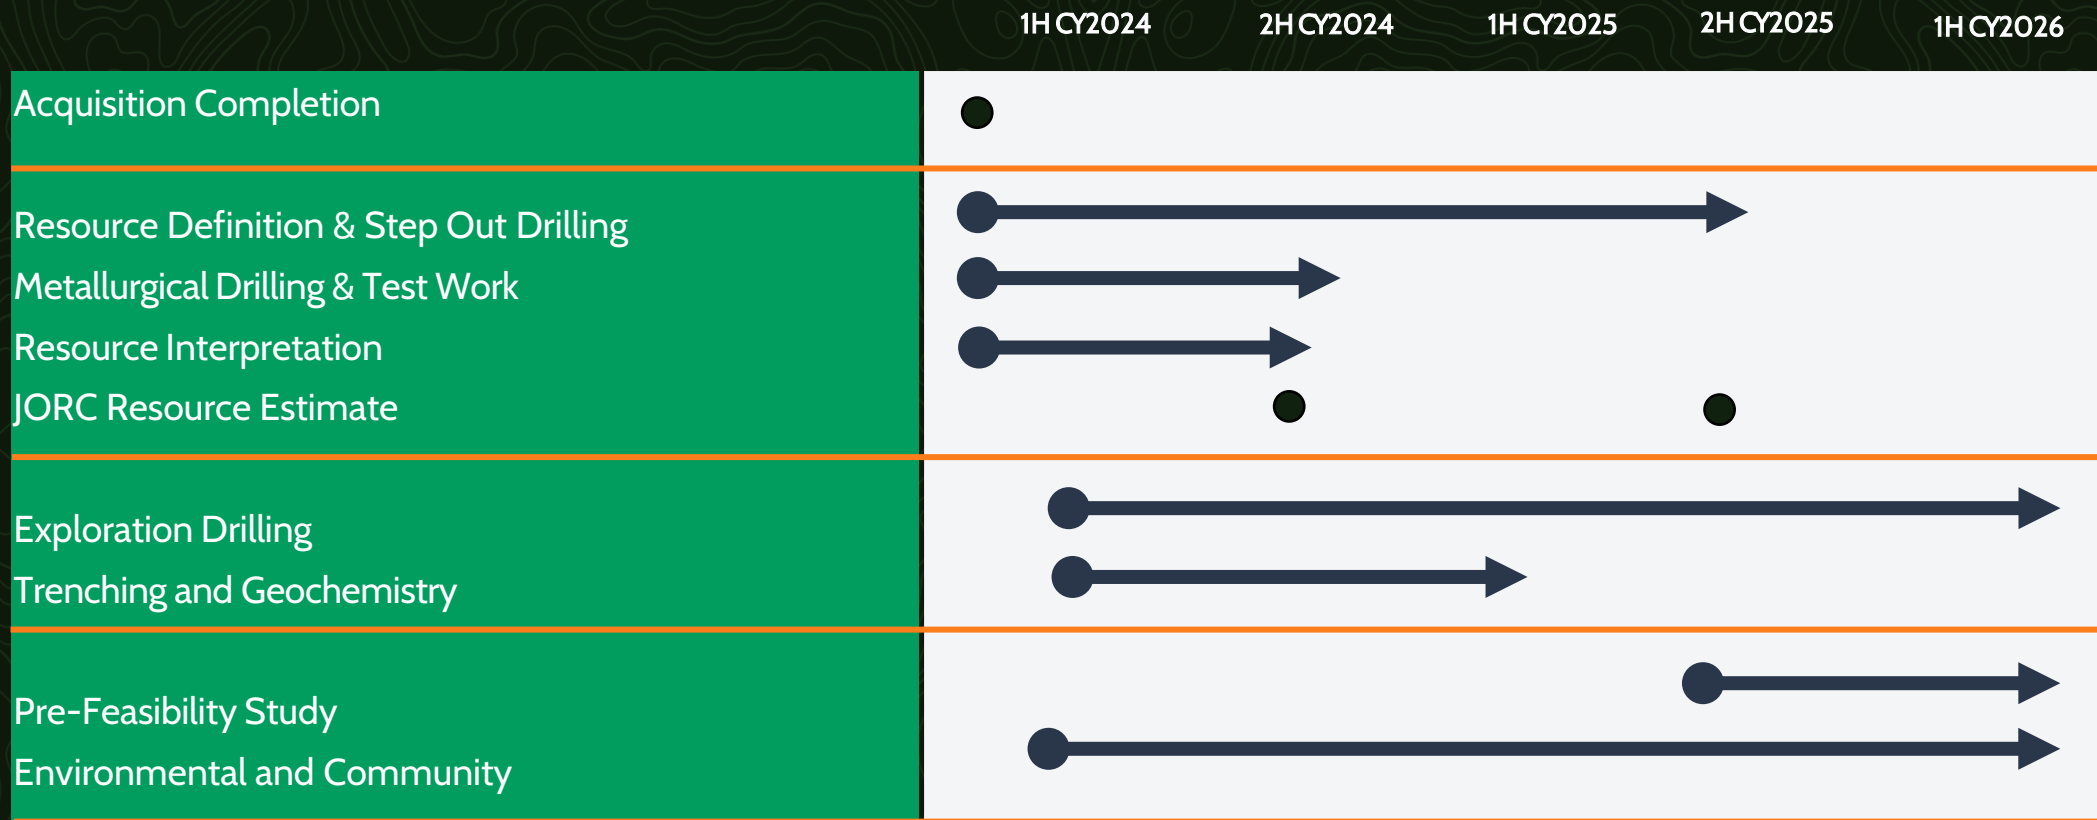 1H CY2024 2H CY2024 1H CY2025 2H CY2025 1H CY2026
Acquisition Completion
Resource Definition & Step Out Drilling
Metallurgical Drilling & Test Work
Resource Interpretation
JORC Resource Estimate
Exploration Drilling
Trenching and Geochemistry
Pre-Feasibility Study
Environmental and Community